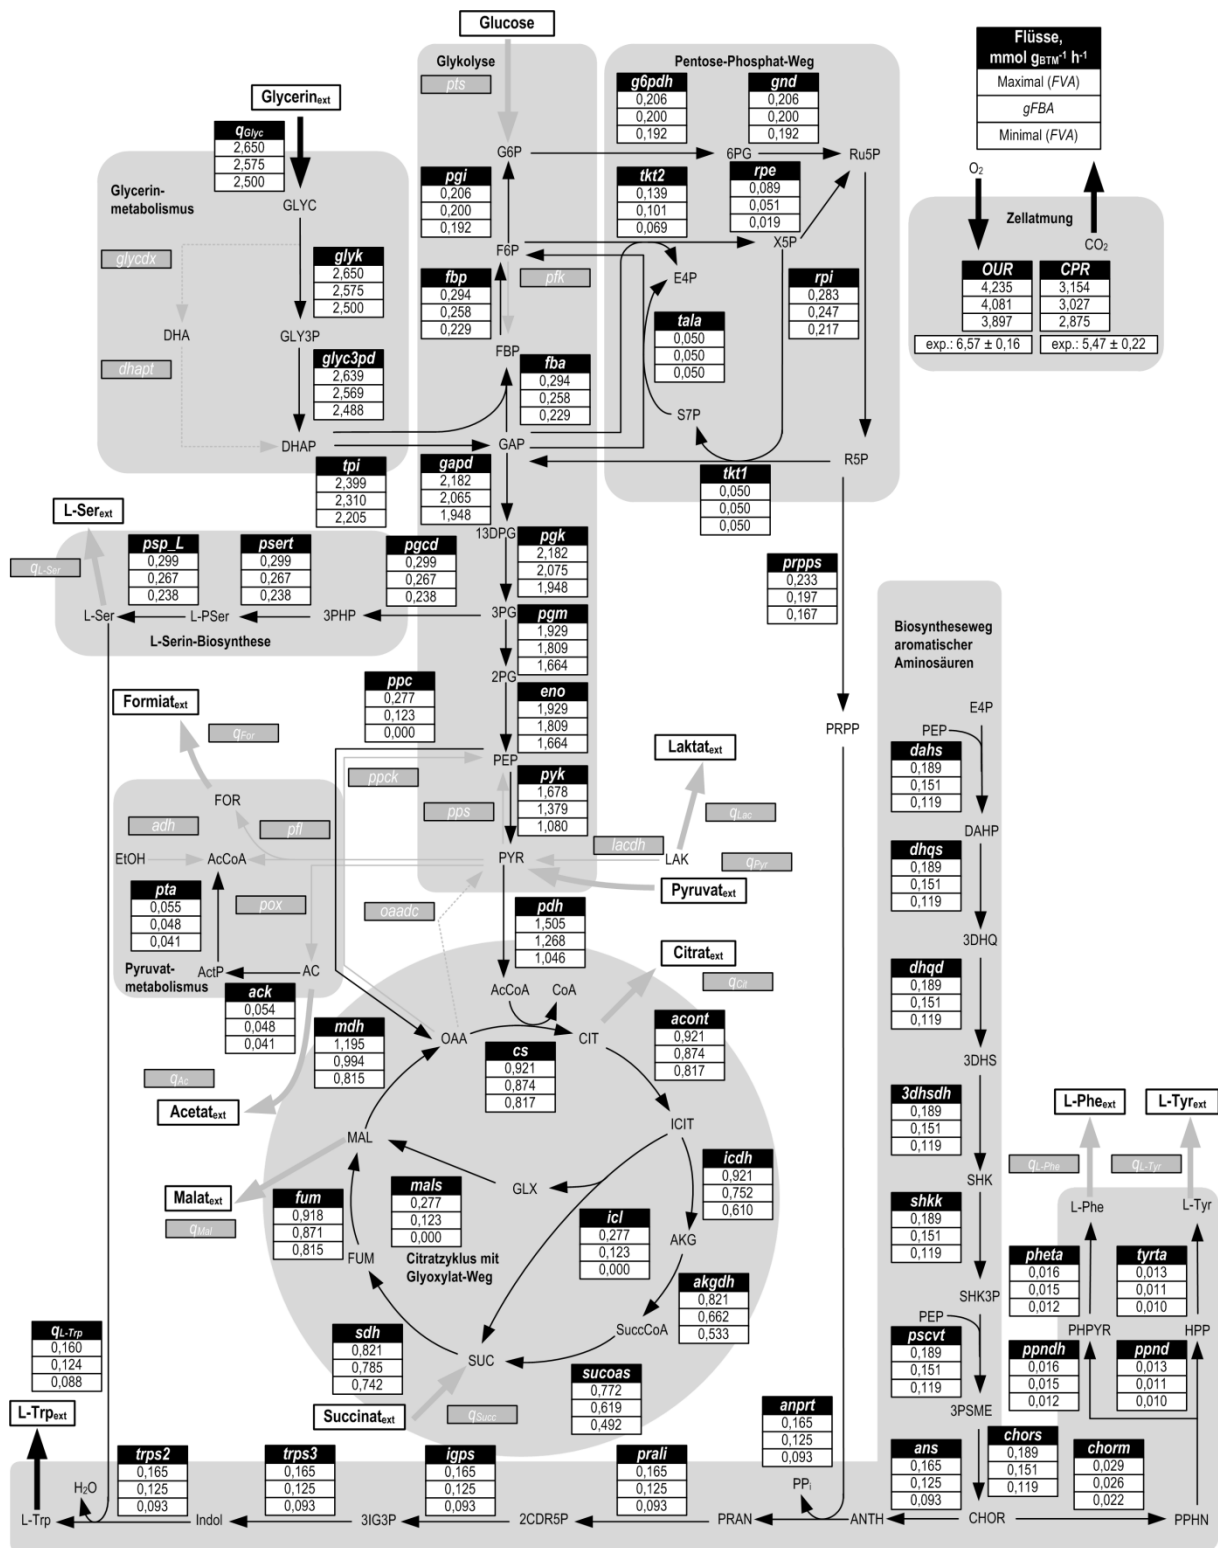 Glucose
Flüsse,
mmol gBTM⁻¹ h⁻¹
Maximal (FVA)
gFBA
Minimal (FVA)
Glykolyse
pts
Pentose-Phosphat-Weg
g6pdh
0,206
0,200
0,192
gnd
0,206
0,200
0,192
Glycerinext
qGlyc
2,650
2,575
2,500
G6P
6PG
Ru5P
O₂
Glycerin-
metabolismus
GLYC
pgi
0,206
0,200
0,192
tkt2
0,139
0,101
0,069
rpe
0,089
0,051
0,019
Zellatmung
CO₂
glycdx
glyk
2,650
2,575
2,500
F6P
X5P
fbp
0,294
0,258
0,229
pfk
E4P
rpi
0,283
0,247
0,217
OUR
4,235
4,081
3,897
exp.: 6,57 ± 0,16
CPR
3,154
3,027
2,875
exp.: 5,47 ± 0,22
DHA
GLY3P
tala
0,050
0,050
0,050
dhapt
glyc3pd
2,639
2,569
2,488
FBP
fba
0,294
0,258
0,229
S7P
DHAP
GAP
R5P
tpi
2,399
2,310
2,205
gapd
2,182
2,065
1,948
tkt1
0,050
0,050
0,050
L-Serext
13DPG
psp_L
0,299
0,267
0,238
psert
0,299
0,267
0,238
pgcd
0,299
0,267
0,238
pgk
2,182
2,075
1,948
qL-Ser
prpps
0,233
0,197
0,167
L-Ser
L-PSer
3PHP
3PG
L-Serin-Biosynthese
pgm
1,929
1,809
1,664
Biosyntheseweg
aromatischer
Aminosäuren
2PG
ppc
0,277
0,123
0,000
eno
1,929
1,809
1,664
Formiatext
qFor
E4P
PEP
PRPP
Laktatext
dahs
0,189
0,151
0,119
PEP
ppck
pyk
1,678
1,379
1,080
FOR
pps
qLac
adh
pfl
DAHP
EtOH
AcCoA
PYR
lacdh
LAK
qPyr
dhqs
0,189
0,151
0,119
pta
0,055
0,048
0,041
pox
Pyruvatext
oaadc
pdh
1,505
1,268
1,046
3DHQ
Citratext
dhqd
0,189
0,151
0,119
Pyruvat-
metabolismus
ActP
AC
qCit
ack
0,054
0,048
0,041
AcCoA
CoA
mdh
1,195
0,994
0,815
OAA
CIT
acont
0,921
0,874
0,817
cs
0,921
0,874
0,817
3DHS
qAc
3dhsdh
0,189
0,151
0,119
L-Pheext
L-Tyrext
Acetatext
MAL
ICIT
icdh
0,921
0,752
0,610
qL-Phe
qL-Tyr
SHK
fum
0,918
0,871
0,815
mals
0,277
0,123
0,000
GLX
Malatext
qMal
shkk
0,189
0,151
0,119
L-Phe
L-Tyr
icl
0,277
0,123
0,000
AKG
FUM
Citratzyklus mit
Glyoxylat-Weg
pheta
0,016
0,015
0,012
tyrta
0,013
0,011
0,010
akgdh
0,821
0,662
0,533
SHK3P
PEP
SuccCoA
PHPYR
HPP
sdh
0,821
0,785
0,742
SUC
pscvt
0,189
0,151
0,119
ppndh
0,016
0,015
0,012
ppnd
0,013
0,011
0,010
qL-Trp
0,160
0,124
0,088
sucoas
0,772
0,619
0,492
anprt
0,165
0,125
0,093
3PSME
L-Trpext
Succinatext
qSucc
trps2
0,165
0,125
0,093
trps3
0,165
0,125
0,093
igps
0,165
0,125
0,093
prali
0,165
0,125
0,093
ans
0,165
0,125
0,093
chors
0,189
0,151
0,119
chorm
0,029
0,026
0,022
H₂O
PPi
L-Trp
Indol
3IG3P
2CDR5P
PRAN
ANTH
CHOR
PPHN